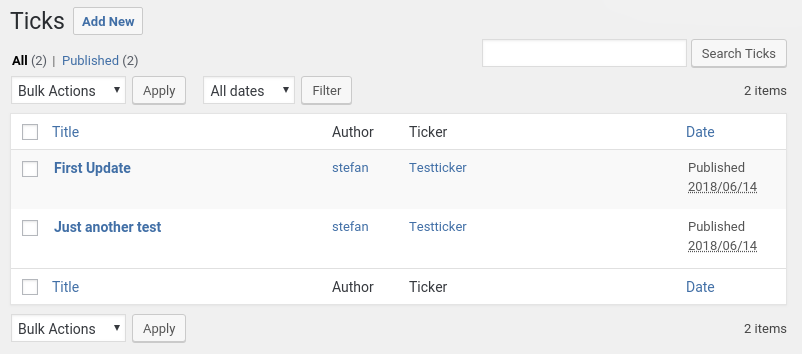 Ticks Add New
All (2) | Published (2)
Search Ticks
Bulk Actions Apply All dates Filter 2 items
Title Author Ticker Date
First Update stefan Testticker Published
2018/06/14
Just another test stefan Testticker Published
2018/06/14
Title Author Ticker Date
Bulk Actions Apply 2 items